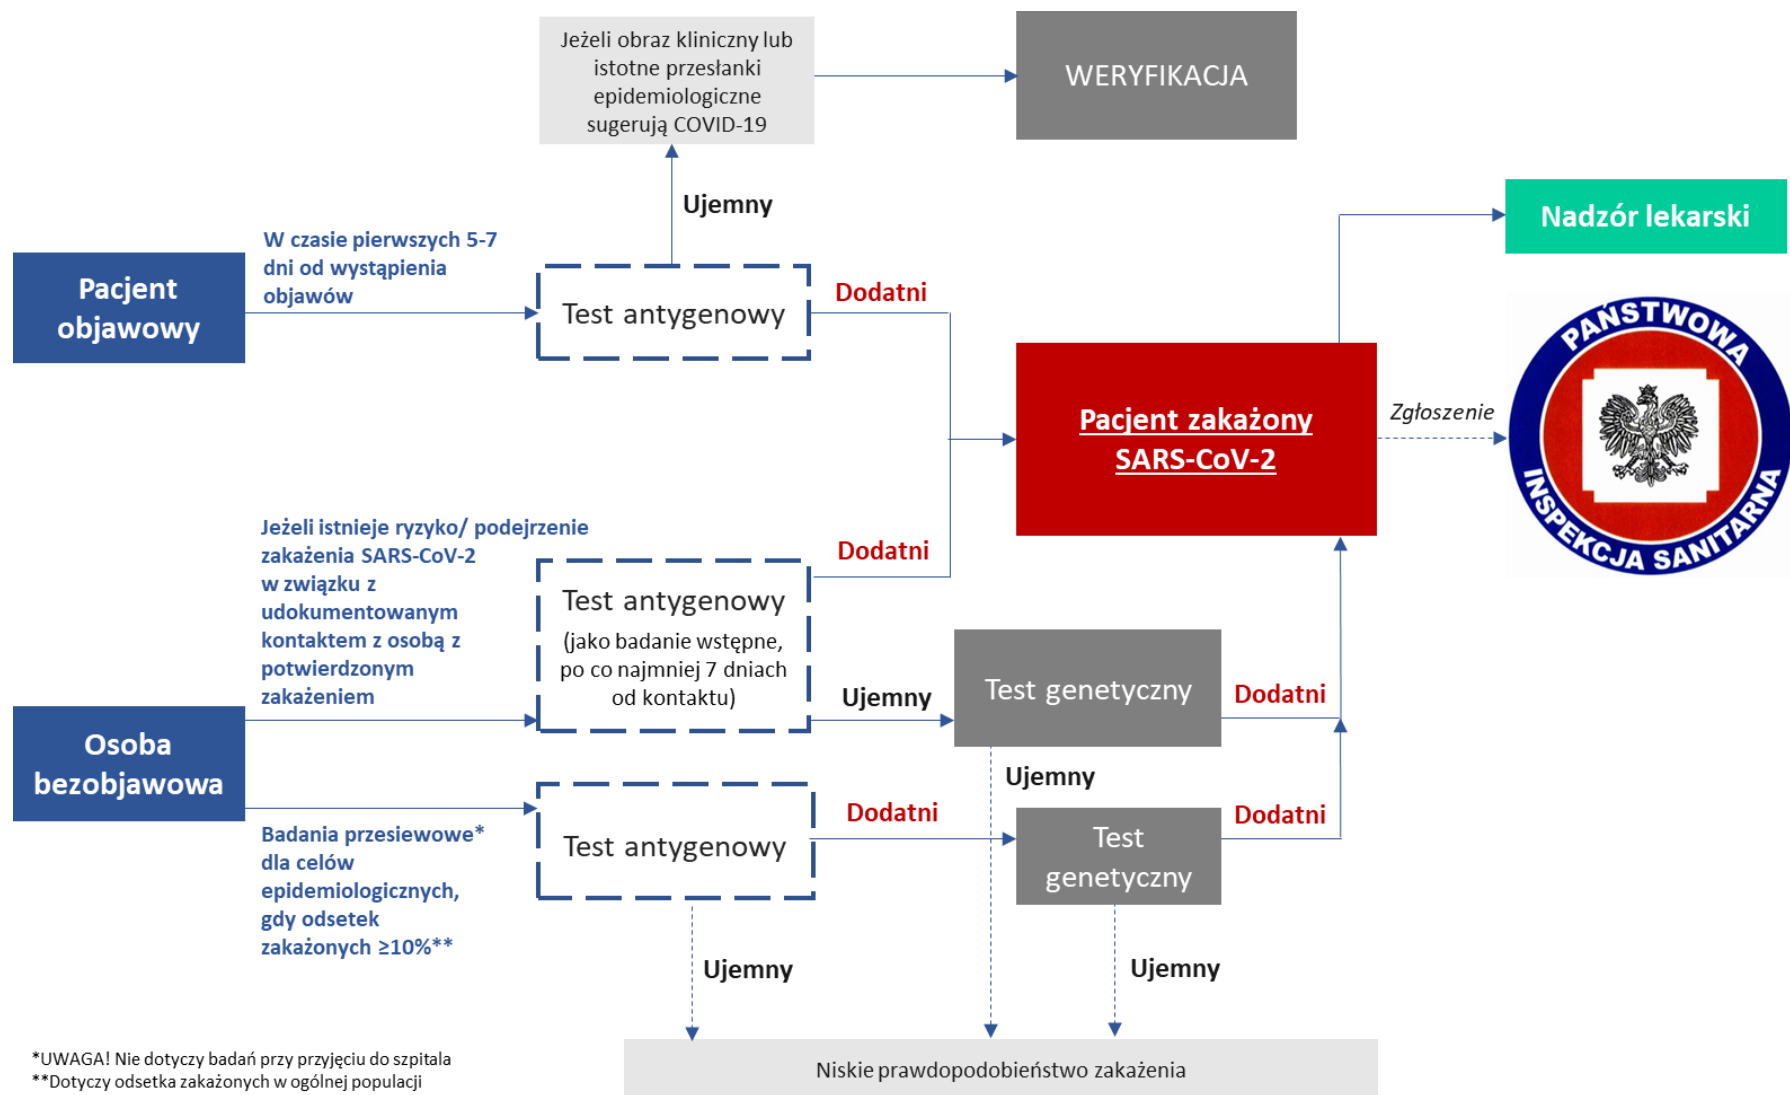 Jeżeli obraz kliniczny lub
istotne przesłanki
epidemiologiczne
sugerują COVID-19
WERYFIKACJA
Ujemny
Nadzór lekarski
Pacjent
objawowy
W czasie pierwszych 5-7
dni od wystąpienia
objawów
Test antygenowy
Dodatni
Pacjent zakażony
SARS-CoV-2
Zgłoszenie
PAŃSTWOWA
INSPEKCJA SANITARNA
Jeżeli istnieje ryzyko/ podejrzenie
zakażenia SARS-CoV-2
w związku z
udokumentowanym
kontaktem z osobą z
potwierdzonym
zakażeniem
Dodatni
Test antygenowy
(jako badanie wstępne,
po co najmniej 7 dniach
od kontaktu)
Ujemny
Test genetyczny
Dodatni
Osoba
bezobjawowa
Ujemny
Badania przesiewowe*
dla celów
epidemiologicznych,
gdy odsetek
zakażonych ≥10%**
Test antygenowy
Dodatni
Test
genetyczny
Dodatni
Ujemny
Ujemny
Niskie prawdopodobieństwo zakażenia
*UWAGA! Nie dotyczy badań przy przyjęciu do szpitala
**Dotyczy odsetka zakażonych w ogólnej populacji